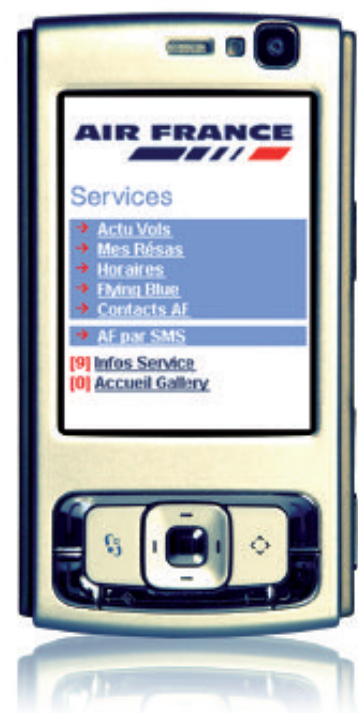 AIR FRANCE
Services
→ Actu Vols
→ Mes Résas
→ Horaires
→ Flying Blue
→ Contacts AF
→ AF par SMS
[9] Infos Service
[0] Accueil Gallery